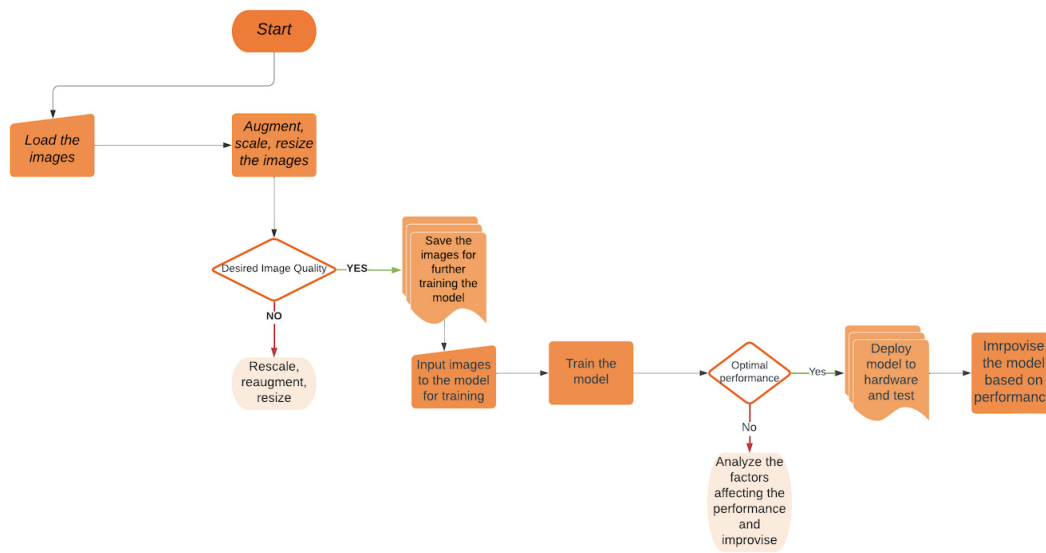 Start
Load the
images
Augment,
scale, resize
the images
Desired Image Quality
YES
NO
Rescale,
reaugment,
resize
Save the
images for
further
training the
model
Input images
to the model
for training
Train the
model
Optimal
performance
Yes
No
Analyze the
factors
affecting the
performance
and
improvise
Deploy
model to
hardware
and test
Imrpovise
the model
based on
performanc